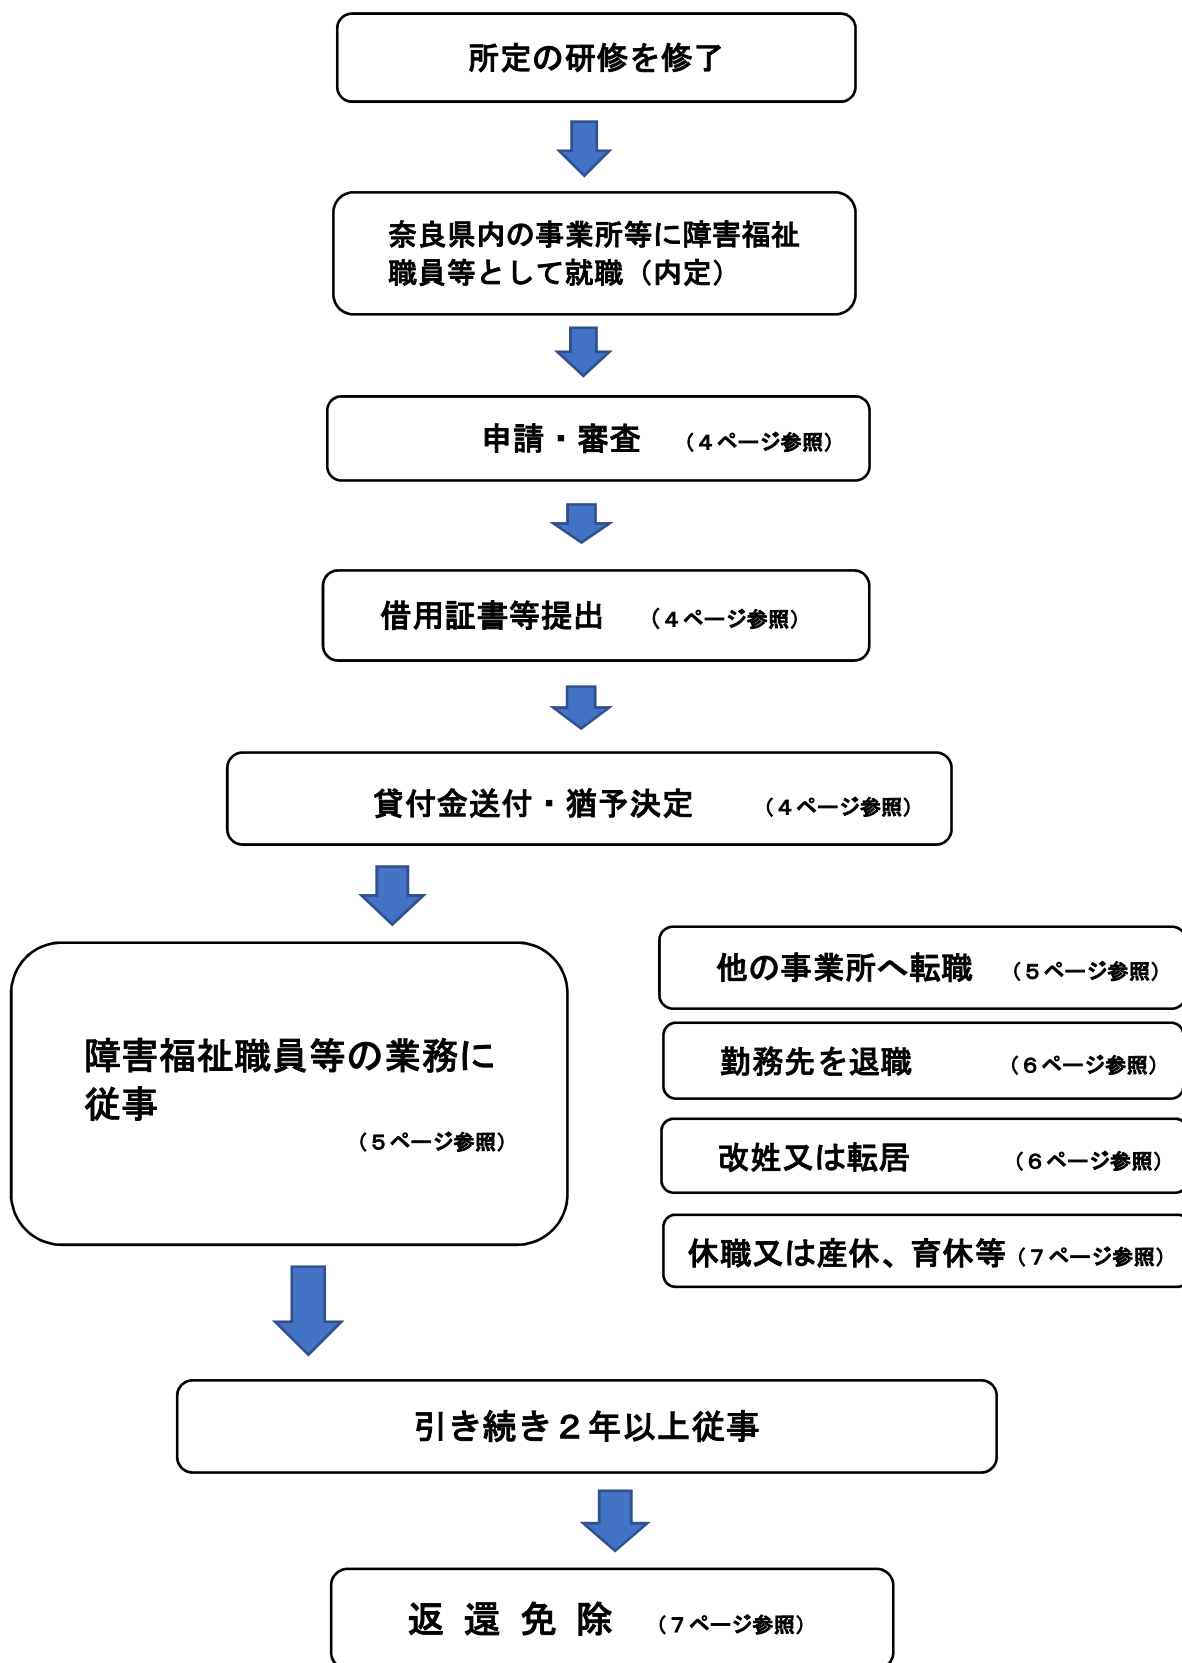 所定の研修を修了
奈良県内の事業所等に障害福祉
職員等として就職（内定）
申請・審査　（４ページ参照）
借用証書等提出　（４ページ参照）
貸付金送付・猶予決定　（４ページ参照）
障害福祉職員等の業務に
従事
（５ページ参照）
他の事業所へ転職　（５ページ参照）
勤務先を退職　（６ページ参照）
改姓又は転居　（６ページ参照）
休職又は産休、育休等（７ページ参照）
引き続き２年以上従事
返 還 免 除　（７ページ参照）